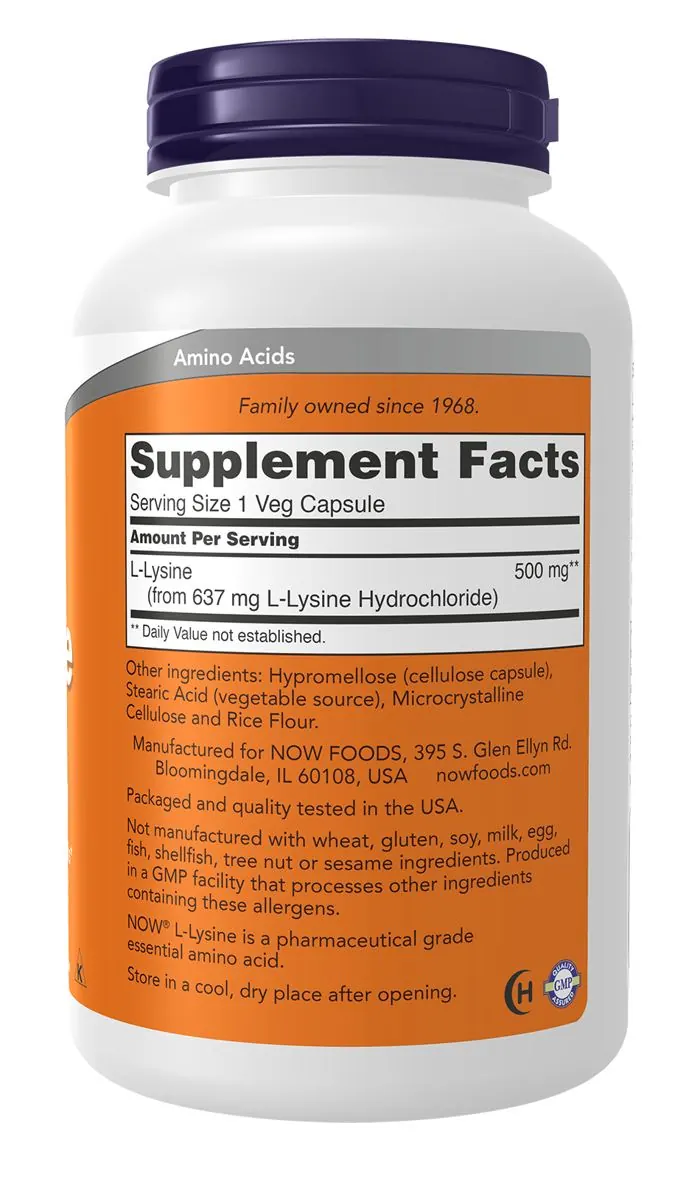 Amino Acids
Family owned since 1968.
Supplement Facts
Serving Size 1 Veg Capsule
Amount Per Serving
L-Lysine 500 mg**
(from 637 mg L-Lysine Hydrochloride)
** Daily Value not established.
Other ingredients: Hypromellose (cellulose capsule),
Stearic Acid (vegetable source), Microcrystalline
Cellulose and Rice Flour.
Manufactured for NOW FOODS, 395 S. Glen Ellyn Rd.
Bloomingdale, IL 60108, USA nowfoods.com
Packaged and quality tested in the USA.
Not manufactured with wheat, gluten, soy, milk, egg,
fish, shellfish, tree nut or sesame ingredients. Produced
in a GMP facility that processes other ingredients
containing these allergens.
NOW® L-Lysine is a pharmaceutical grade
essential amino acid.
Store in a cool, dry place after opening.
e
K
H
QUALITY
GMP
ASSURED